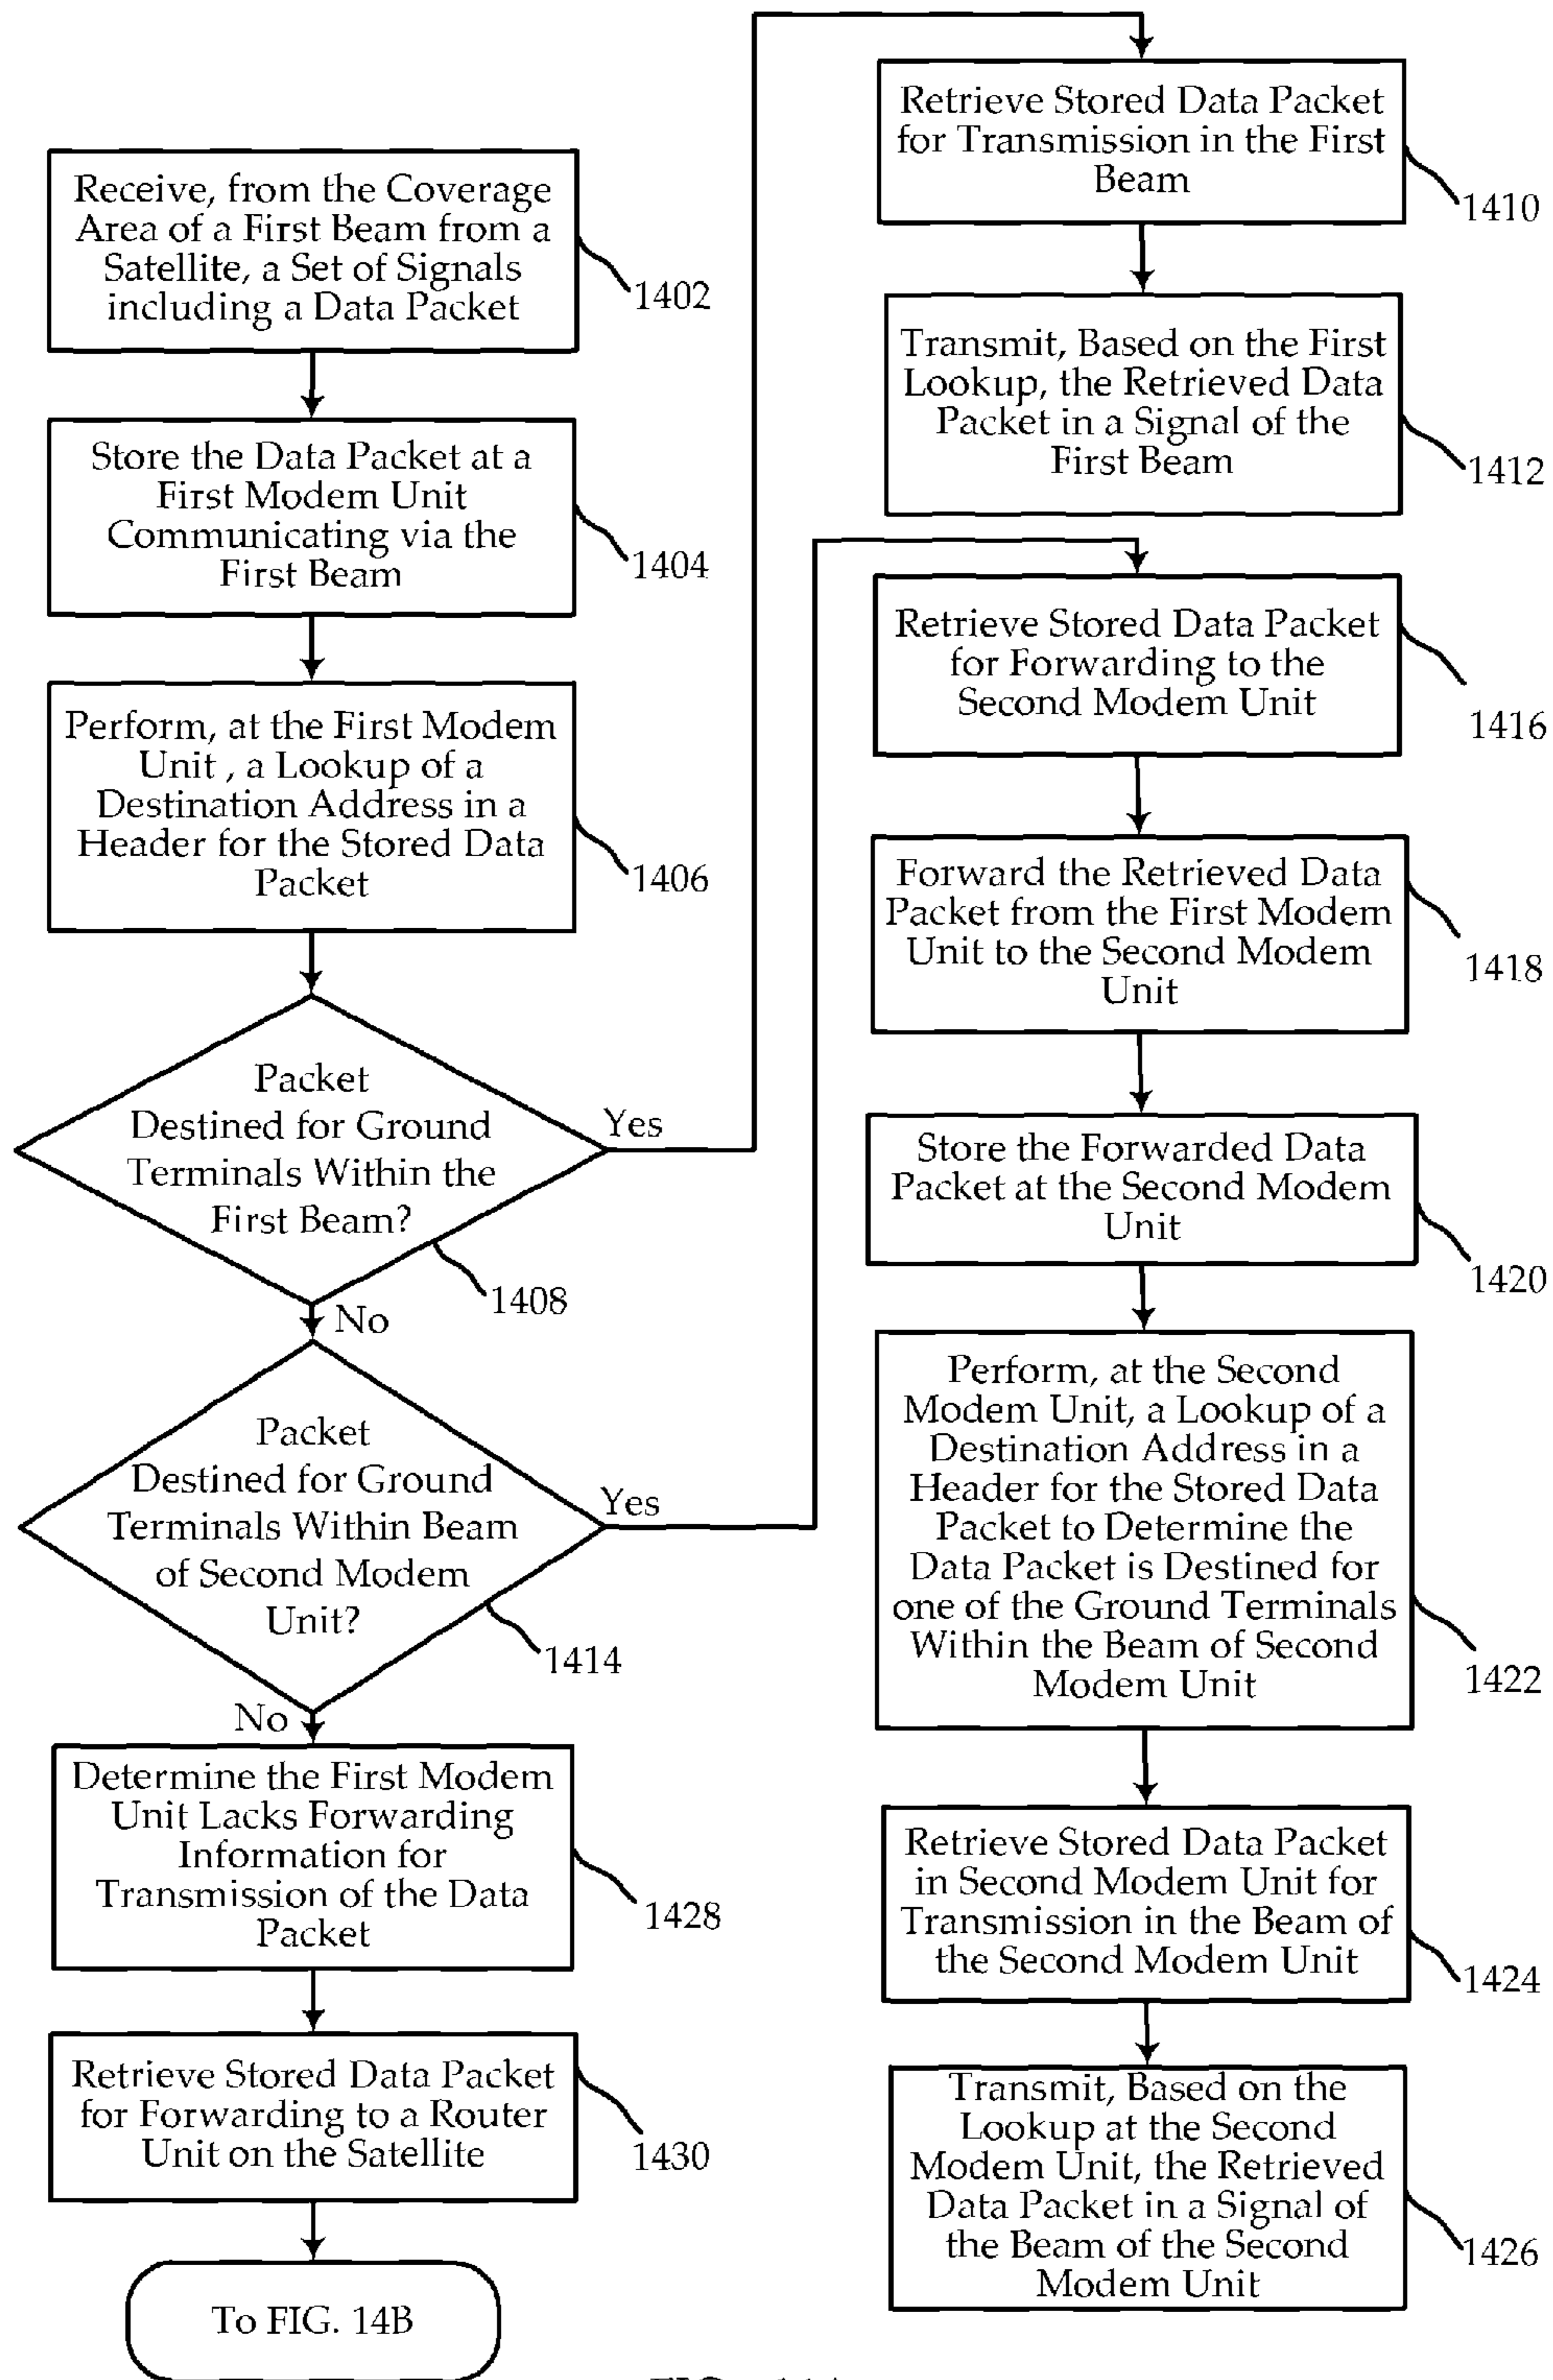 Receive, from the Coverage
Area of a First Beam from a
Satellite, a Set of Signals
including a Data Packet
1402
Store the Data Packet at a
First Modem Unit
Communicating via the
First Beam
1404
Perform, at the First Modem
Unit , a Lookup of a
Destination Address in a
Header for the Stored Data
Packet
1406
Packet
Destined for Ground
Terminals Within the
First Beam?
Yes
1408
No
Packet
Destined for Ground
Terminals Within Beam
of Second Modem
Unit?
Yes
1414
No
Determine the First Modem
Unit Lacks Forwarding
Information for
Transmission of the Data
Packet
1428
Retrieve Stored Data Packet
for Forwarding to a Router
Unit on the Satellite
1430
To FIG. 14B
Retrieve Stored Data Packet
for Transmission in the First
Beam
1410
Transmit, Based on the First
Lookup, the Retrieved Data
Packet in a Signal of the
First Beam
1412
Retrieve Stored Data Packet
for Forwarding to the
Second Modem Unit
1416
Forward the Retrieved Data
Packet from the First Modem
Unit to the Second Modem
Unit
1418
Store the Forwarded Data
Packet at the Second Modem
Unit
1420
Perform, at the Second
Modem Unit, a Lookup of a
Destination Address in a
Header for the Stored Data
Packet to Determine the
Data Packet is Destined for
one of the Ground Terminals
Within the Beam of Second
Modem Unit
1422
Retrieve Stored Data Packet
in Second Modem Unit for
Transmission in the Beam of
the Second Modem Unit
1424
Transmit, Based on the
Lookup at the Second
Modem Unit, the Retrieved
Data Packet in a Signal of
the Beam of the Second
Modem Unit
1426